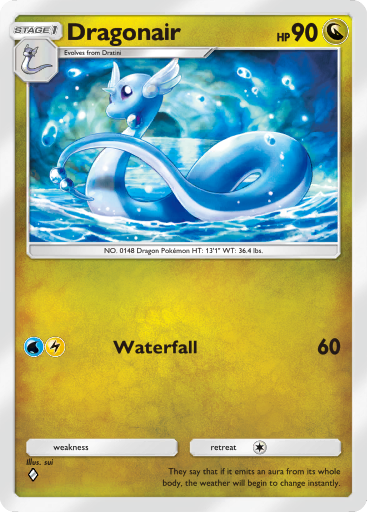 STAGE 1
Dragonair
HP 90
Evolves from Dratini
NO. 0148 Dragon Pokémon HT: 13'1" WT: 36.4 lbs.
Waterfall 60
weakness
retreat
Illus. sui
They say that if it emits an aura from its whole
body, the weather will begin to change instantly.